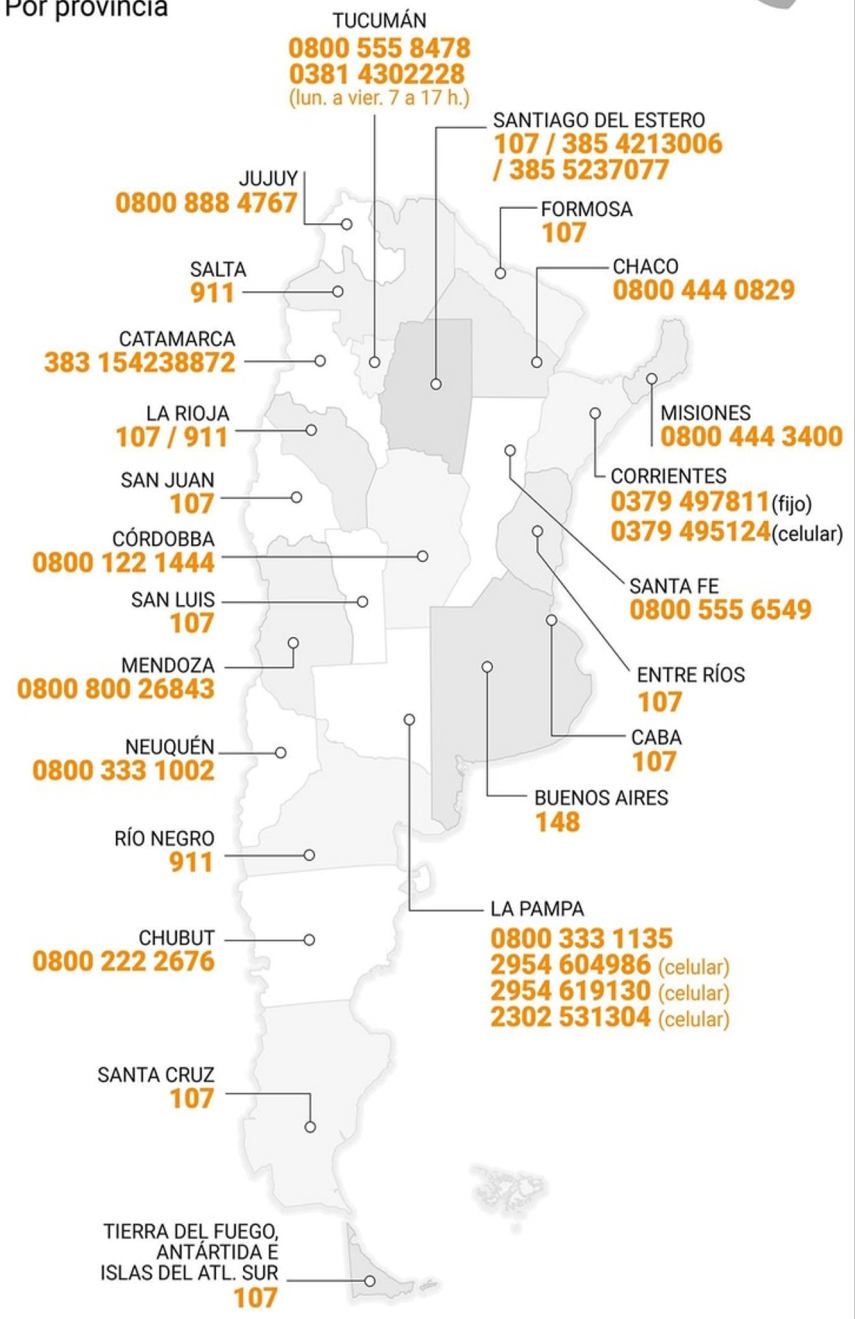 Por provincia
TUCUMÁN
0800 555 8478
0381 4302228
(lun. a vier. 7 a 17 h.)
SANTIAGO DEL ESTERO
107 / 385 4213006
/ 385 5237077
JUJUY
0800 888 4767
FORMOSA
107
SALTA
911
CHACO
0800 444 0829
CATAMARCA
383 154238872
LA RIOJA
107 / 911
MISIONES
0800 444 3400
SAN JUAN
107
CORRIENTES
0379 497811(fijo)
0379 495124(celular)
CÓRDOBBA
0800 122 1444
SAN LUIS
107
SANTA FE
0800 555 6549
MENDOZA
0800 800 26843
ENTRE RÍOS
107
NEUQUÉN
0800 333 1002
CABA
107
BUENOS AIRES
148
RÍO NEGRO
911
LA PAMPA
0800 333 1135
2954 604986 (celular)
2954 619130 (celular)
2302 531304 (celular)
CHUBUT
0800 222 2676
SANTA CRUZ
107
TIERRA DEL FUEGO,
ANTÁRTIDA E
ISLAS DEL ATL. SUR
107